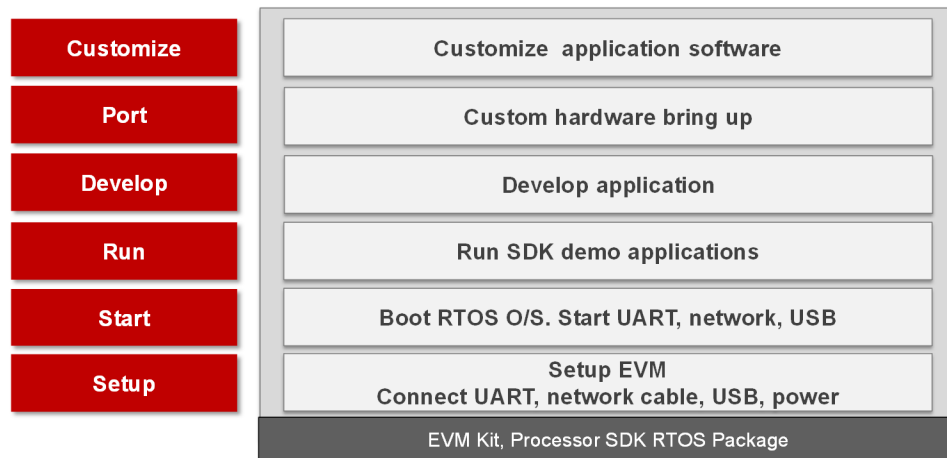 Customize
Customize application software
Port
Custom hardware bring up
Develop
Develop application
Run
Run SDK demo applications
Start
Boot RTOS O/S. Start UART, network, USB
Setup
Setup EVM
Connect UART, network cable, USB, power
EVM Kit, Processor SDK RTOS Package